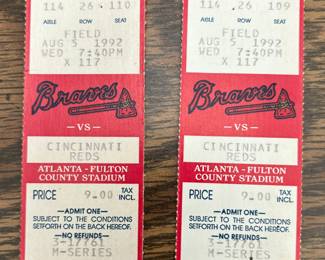 114 26 110
AISLE ROW SEAT
FIELD
AUG 5 1992
WED 7:40PM
X 117
Braves
VS
CINCINNATI
REDS
ATLANTA - FULTON
COUNTY STADIUM
PRICE 9.00 TAX INCL.
ADMIT ONE
SUBJECT TO THE CONDITIONS
SETFORTH ON THE BACK HEREOF.
NO REFUNDS
3-17761
M-SERIES
114 26 109
AISLE ROW SEAT
FIELD
AUG 5 1992
WED 7:40PM
X 117
Braves
VS
CINCINNATI
REDS
ATLANTA - FULTON
COUNTY STADIUM
PRICE 9.00 TAX INCL.
ADMIT ONE
SUBJECT TO THE CONDITIONS
SETFORTH ON THE BACK HEREOF.
NO REFUNDS
3-17761
M-SERIES